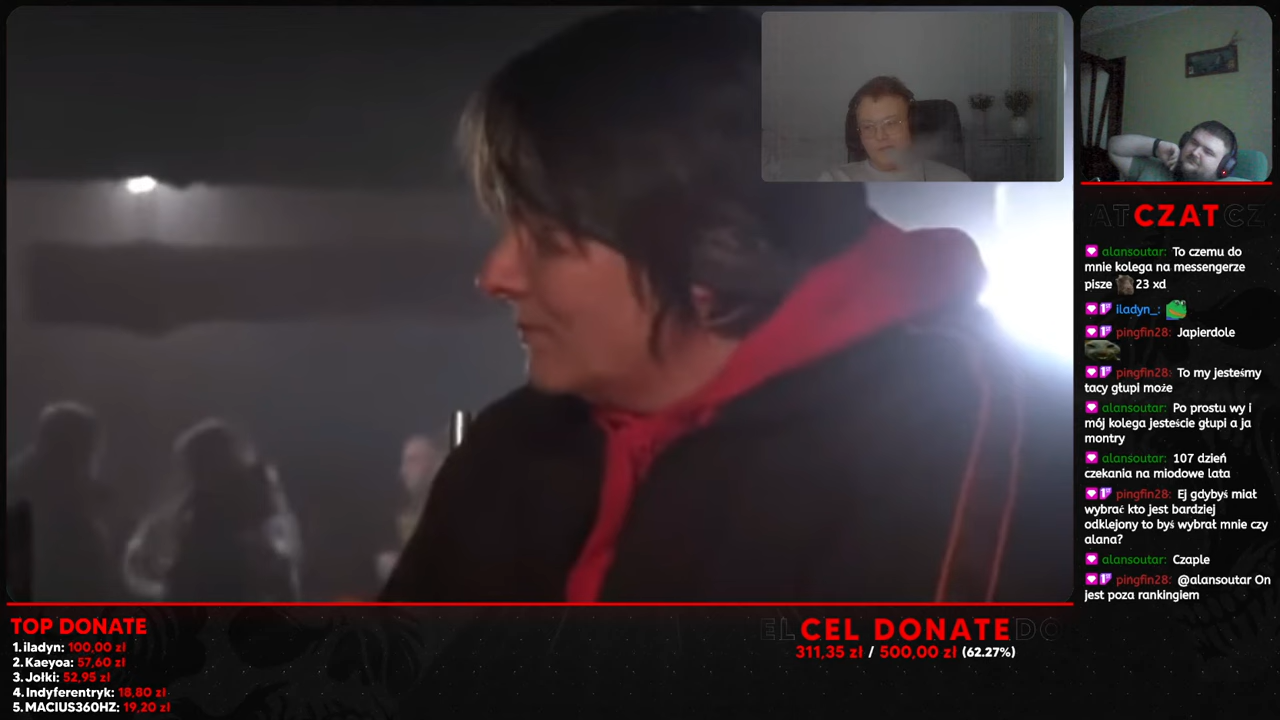 CZAT
alansoutar: To czemu do
mnie kolega na messengerze
pisze 23 xd
iladyn_:
pingfin28: Japierdole
pingfin28: To my jesteśmy
tacy głupi może
alansoutar: Po prostu wy i
mój kolega jesteście głupi a ja
montry
alansoutar: 107 dzień
czekania na miodowe lata
pingfin28: Ej gdybyś miał
wybrać kto jest bardziej
odklejony to byś wybrał mnie czy
alana?
alansoutar: Czaple
pingfin28: @alansoutar On
jest poza rankingiem
TOP DONATE
1. iladyn: 100,00 zł
2. Kaeyoa: 57,60 zł
3. Jołki: 52,95 zł
4. Indyferentryk: 18,80 zł
5. MACIUS360HZ: 19,20 zł
CEL DONATE
311,35 zł / 500,00 zł (62.27%)